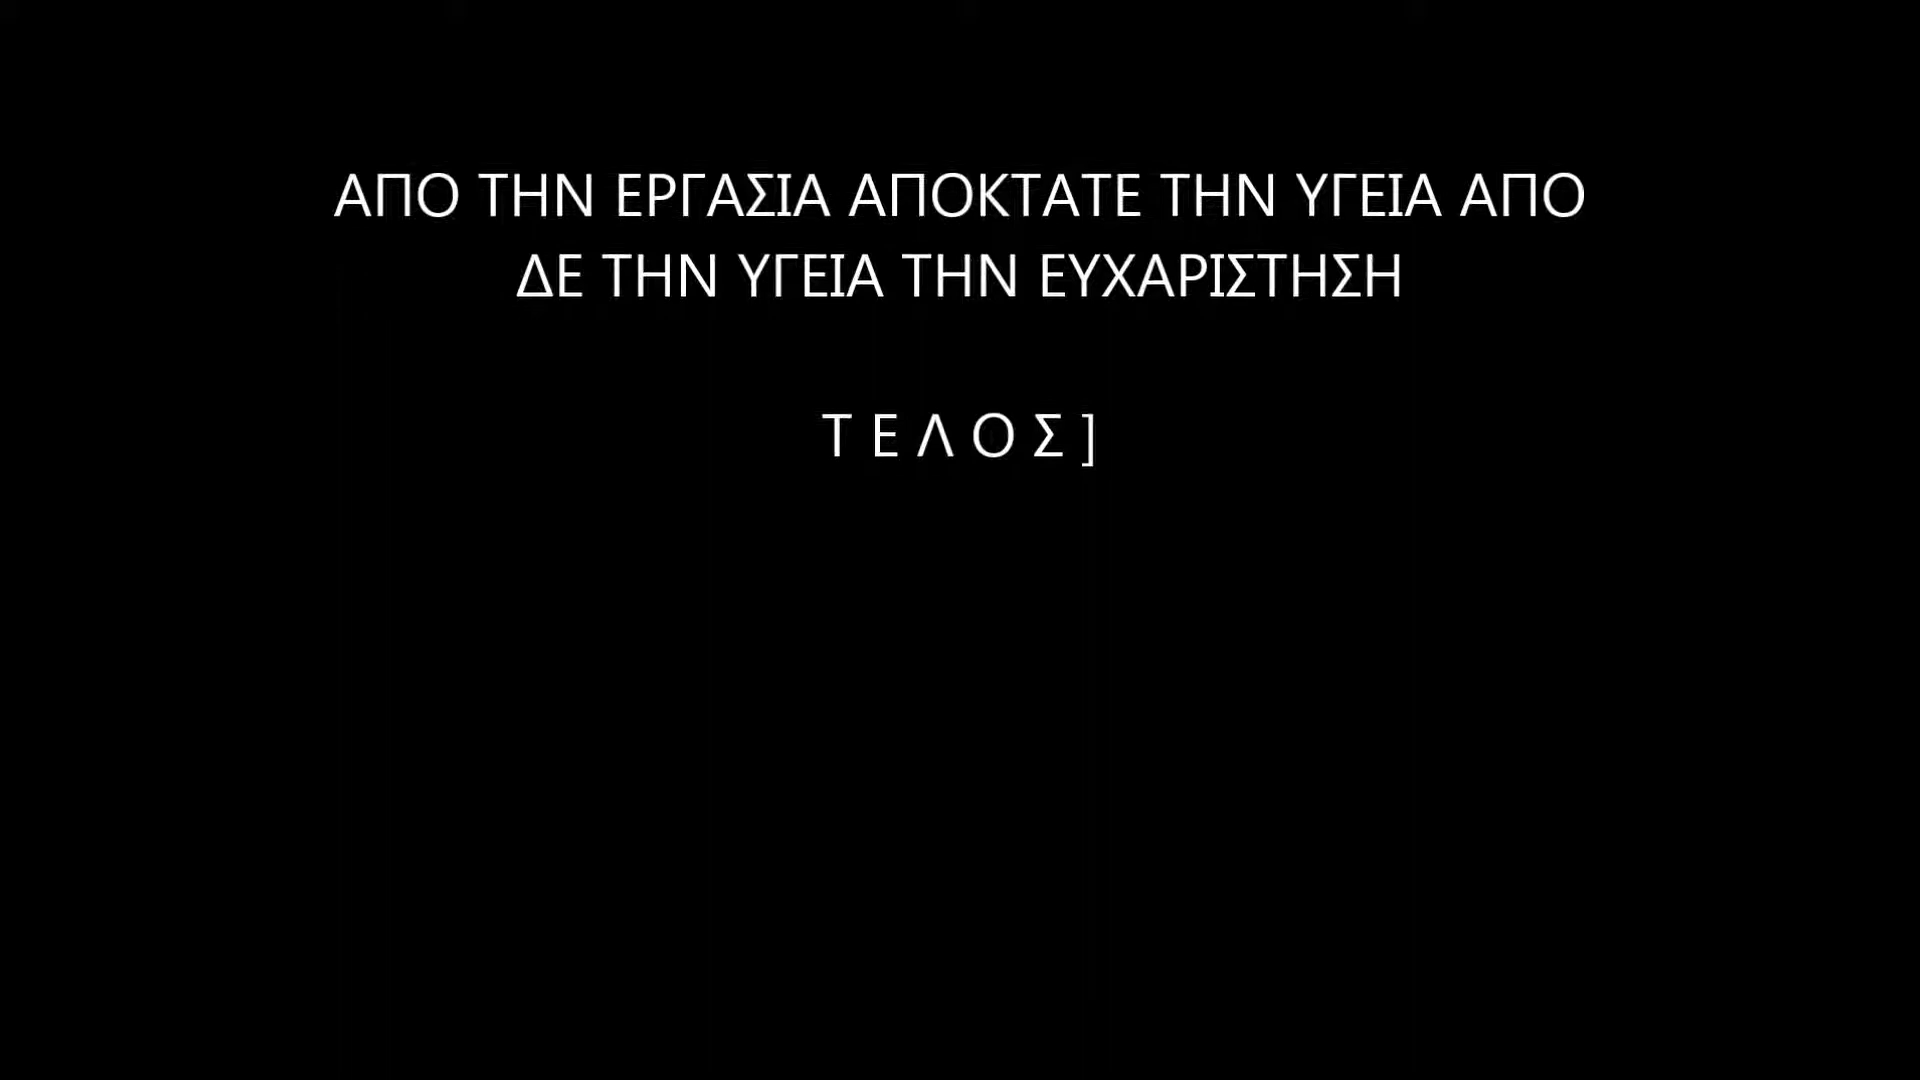 ΑΠΟ ΤΗΝ ΕΡΓΑΣΙΑ ΑΠΟΚΤΑΤΕ ΤΗΝ ΥΓΕΙΑ ΑΠΟ
ΔΕ ΤΗΝ ΥΓΕΙΑ ΤΗΝ ΕΥΧΑΡΙΣΤΗΣΗ
Τ Ε Λ Ο Σ ]